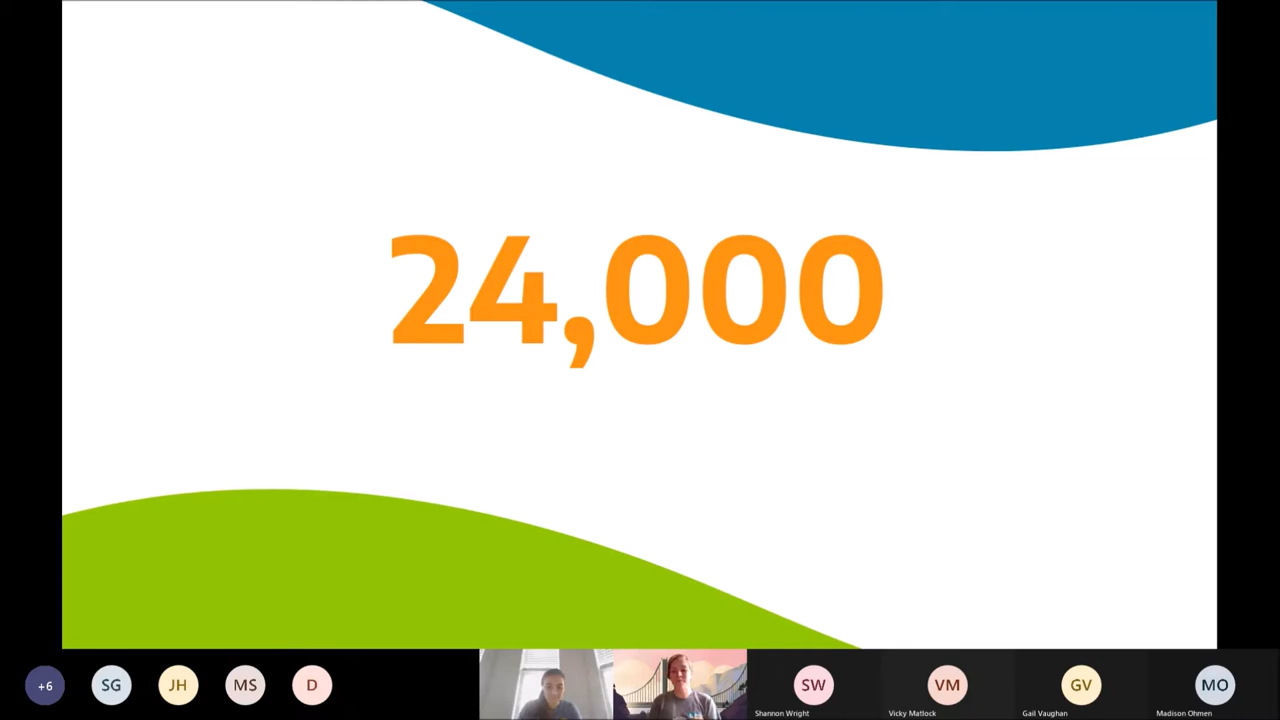 24,000
+6
SG
JH
MS
D
SW
VM
GV
MO
Shannon Wright
Vicky Matlock
Gail Vaughan
Madison Ohmen